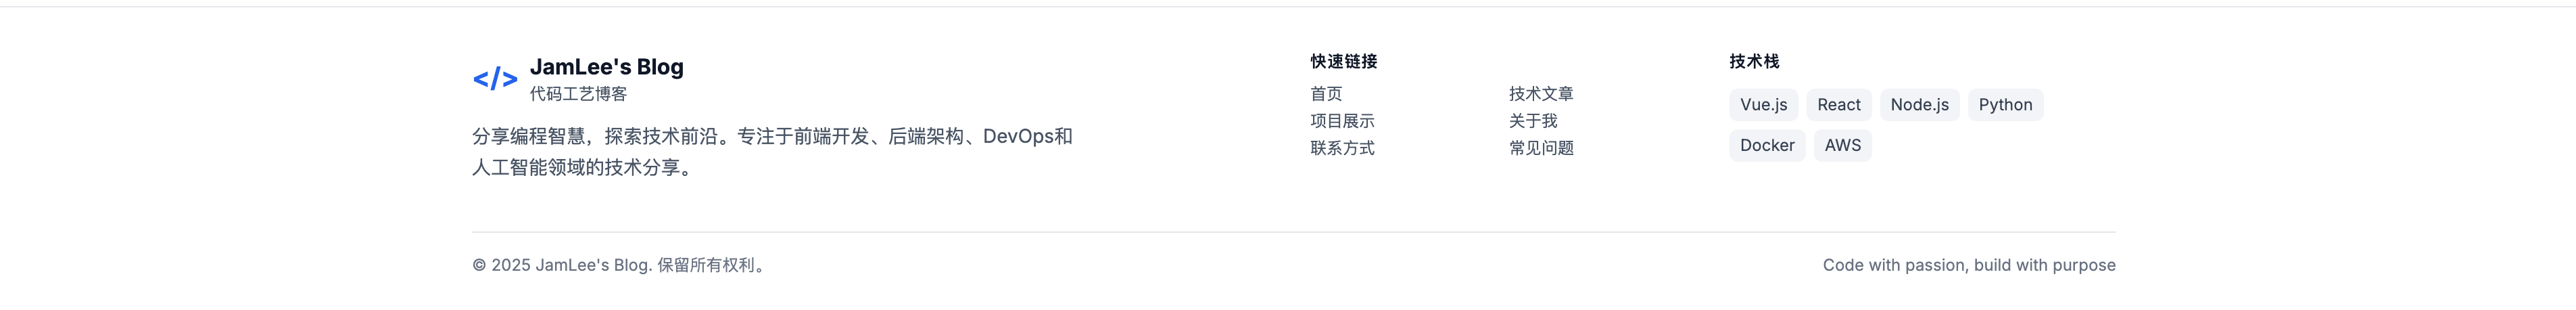 </> JamLee's Blog
代码工艺博客
分享编程智慧，探索技术前沿。专注于前端开发、后端架构、DevOps和
人工智能领域的技术分享。
快速链接
首页 技术文章
项目展示 关于我
联系方式 常见问题
技术栈
Vue.js React Node.js Python
Docker AWS
© 2025 JamLee's Blog. 保留所有权利。
Code with passion, build with purpose